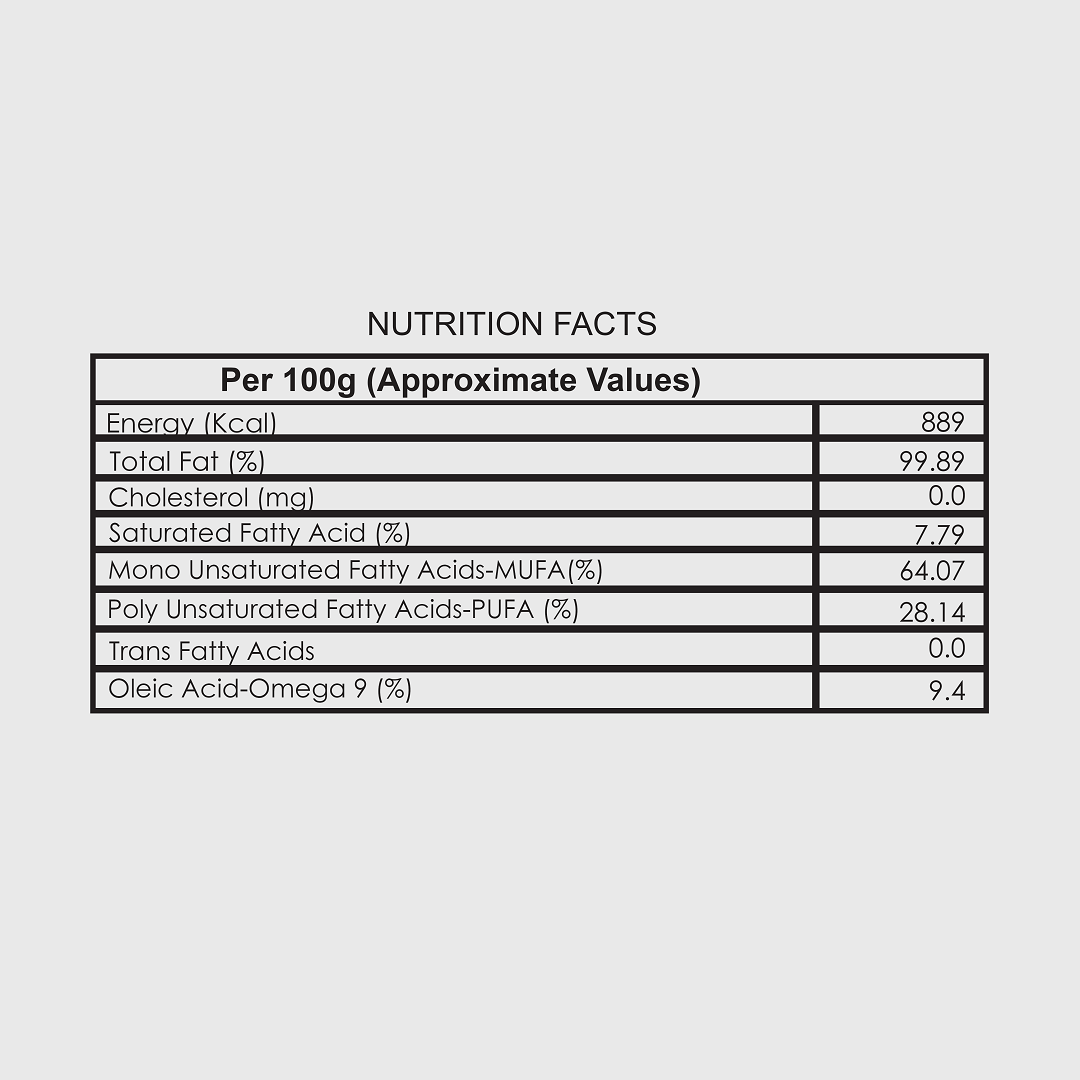 NUTRITION FACTS
Per 100g (Approximate Values)
Energy (Kcal) 889
Total Fat (%) 99.89
Cholesterol (mg) 0.0
Saturated Fatty Acid (%) 7.79
Mono Unsaturated Fatty Acids-MUFA(%) 64.07
Poly Unsaturated Fatty Acids-PUFA (%) 28.14
Trans Fatty Acids 0.0
Oleic Acid-Omega 9 (%) 9.4